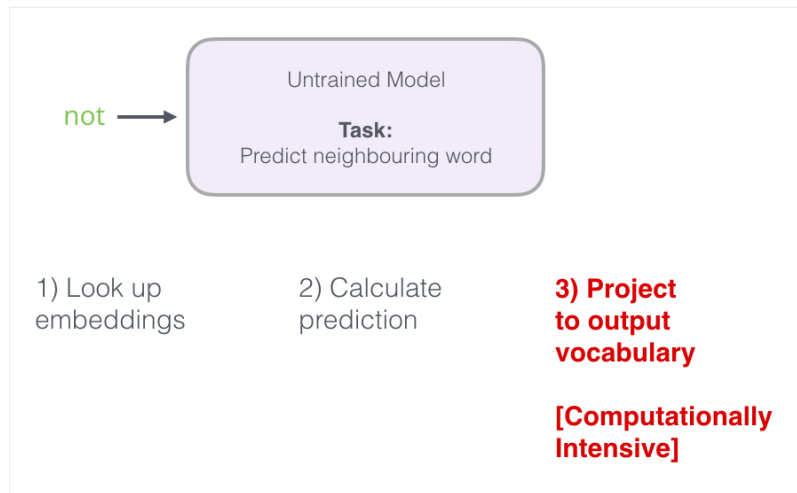 Untrained Model
not
Task:
Predict neighbouring word
1) Look up
embeddings
2) Calculate
prediction
3) Project
to output
vocabulary
[Computationally
Intensive]